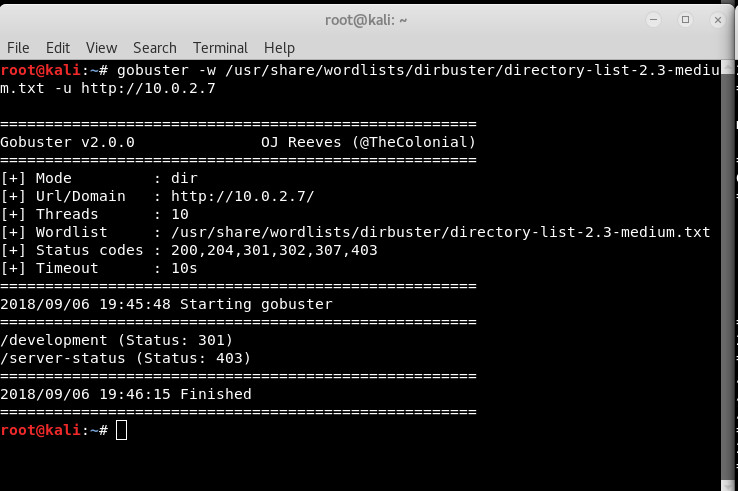 root@kali: ~
File Edit View Search Terminal Help
root@kali:~# gobuster -w /usr/share/wordlists/dirbuster/directory-list-2.3-mediu
m.txt -u http://10.0.2.7
=====================================================
Gobuster v2.0.0              OJ Reeves (@TheColonial)
=====================================================
[+] Mode         : dir
[+] Url/Domain   : http://10.0.2.7/
[+] Threads      : 10
[+] Wordlist     : /usr/share/wordlists/dirbuster/directory-list-2.3-medium.txt
[+] Status codes : 200,204,301,302,307,403
[+] Timeout      : 10s
=====================================================
2018/09/06 19:45:48 Starting gobuster
=====================================================
/development (Status: 301)
/server-status (Status: 403)
=====================================================
2018/09/06 19:46:15 Finished
=====================================================
root@kali:~#